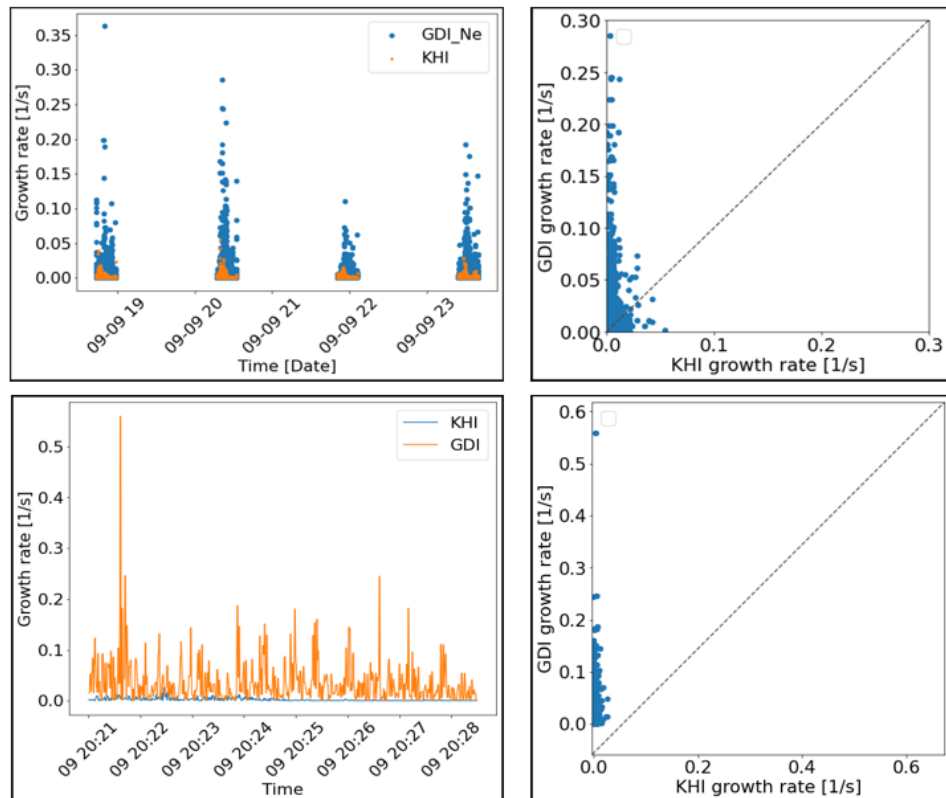 GDI_Ne
KHI
0.35
0.30
0.25
0.20
0.15
0.10
0.05
0.00
Growth rate [1/s]
09-09 19
09-09 20
09-09 21
09-09 22
09-09 23
Time [Date]
0.30
0.25
0.20
0.15
0.10
0.05
0.00
GDI growth rate [1/s]
0.0 0.1 0.2 0.3
KHI growth rate [1/s]
KHI
GDI
0.5
0.4
0.3
0.2
0.1
0.0
Growth rate [1/s]
09 20:21
09 20:22
09 20:23
09 20:24
09 20:25
09 20:26
09 20:27
09 20:28
Time
0.6
0.5
0.4
0.3
0.2
0.1
0.0
GDI growth rate [1/s]
0.0 0.2 0.4 0.6
KHI growth rate [1/s]